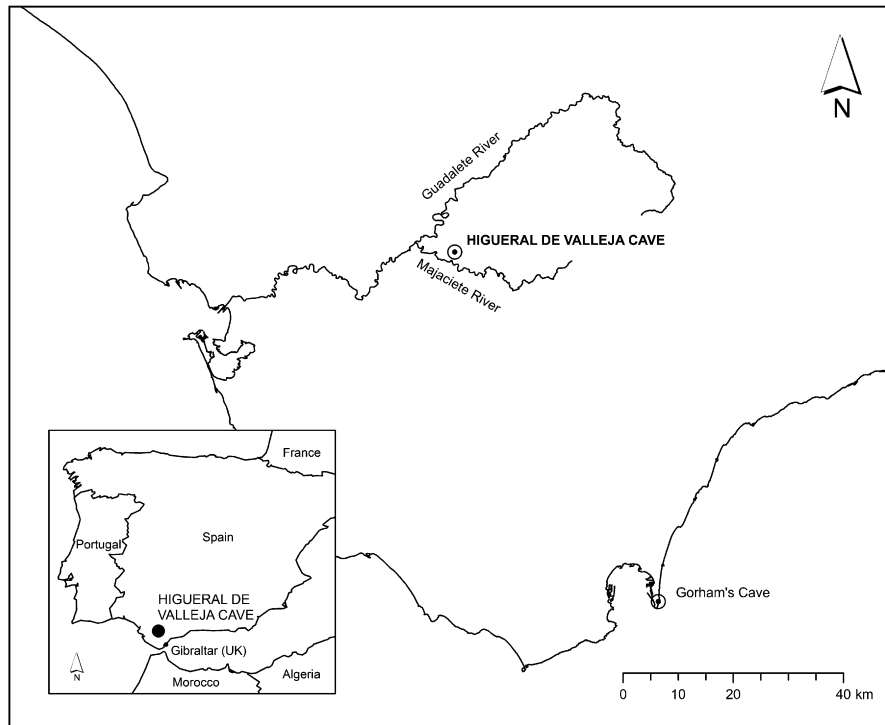 N
Guadalete River
HIGUERAL DE VALLEJA CAVE
Majaciete River
France
Portugal
Spain
HIGUERAL DE
VALLEJA CAVE
Gibraltar (UK)
N
Morocco
Algeria
Gorham's Cave
0 10 20 40 km